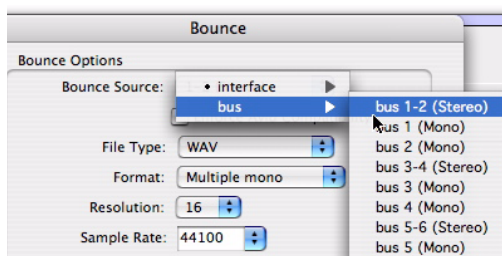 Bounce
Bounce Options
Bounce Source:
• interface
bus
bus 1-2 (Stereo)
bus 1 (Mono)
bus 2 (Mono)
bus 3-4 (Stereo)
bus 3 (Mono)
bus 4 (Mono)
bus 5-6 (Stereo)
bus 5 (Mono)
File Type: WAV
Format: Multiple mono
Resolution: 16
Sample Rate: 44100